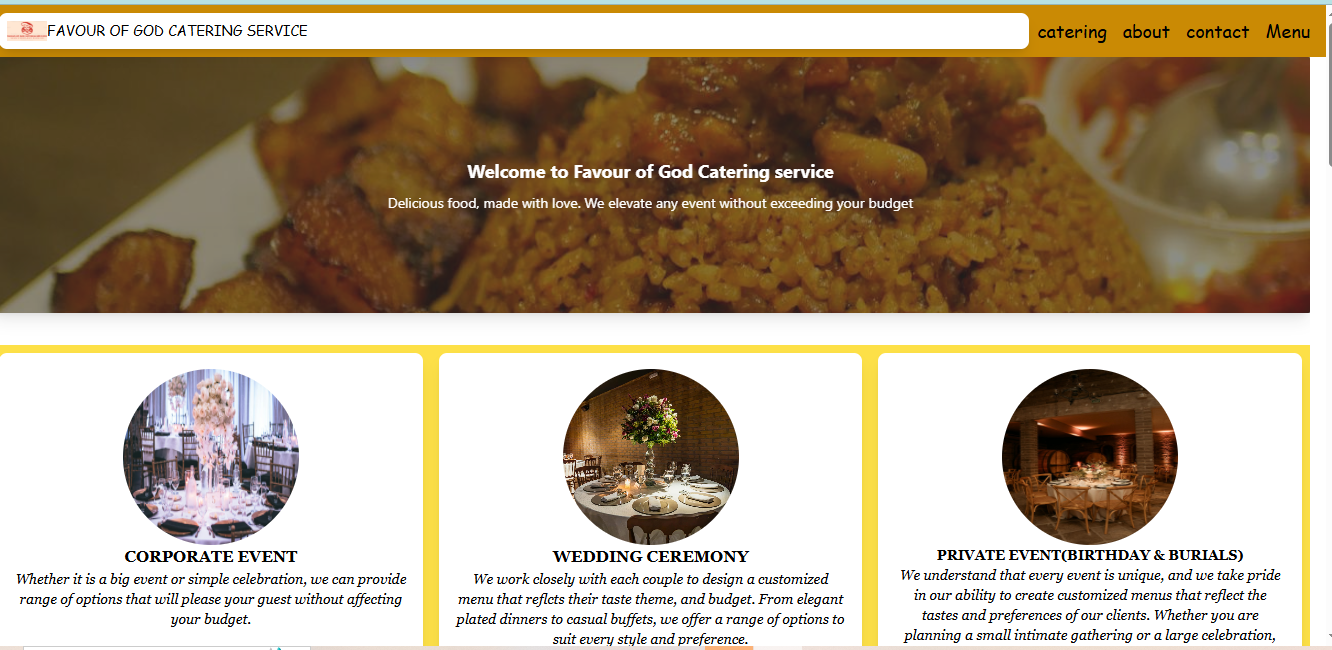 FAVOUR OF GOD CATERING SERVICE
catering about contact Menu
Welcome to Favour of God Catering service
Delicious food, made with love. We elevate any event without exceeding your budget
CORPORATE EVENT
Whether it is a big event or simple celebration, we can provide
range of options that will please your guest without affecting
your budget.
WEDDING CEREMONY
We work closely with each couple to design a customized
menu that reflcts their taste theme, and budget. From elegant
plated dinners to casual buffets, we offer a range of options to
suit every style and preference.
PRIVATE EVENT(BIRTHDAY & BURIALS)
We understand that every event is unique, and we take pride
in our ability to create customized menus that reflect the
tastes and preferences of our clients. Whether you are
planning a small intimate gathering or a large celebration,